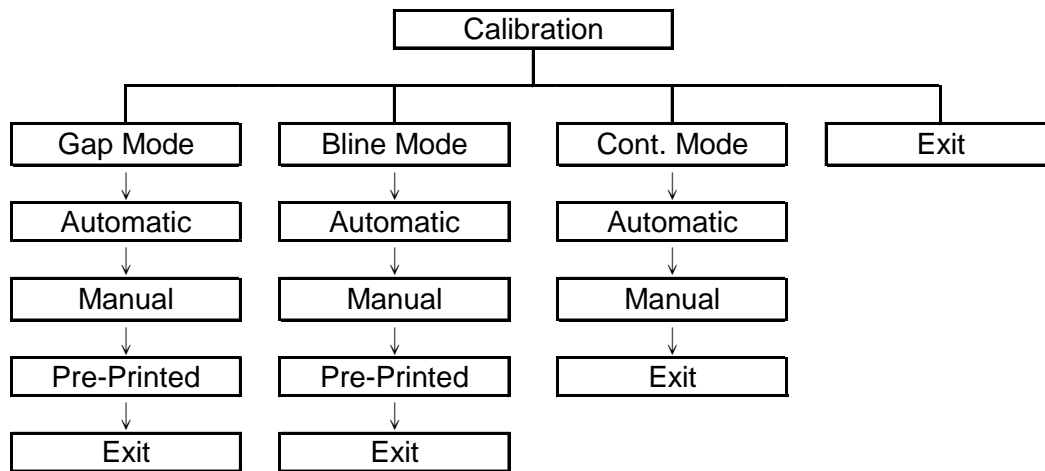 Calibration
Gap Mode
Bline Mode
Cont. Mode
Exit
Automatic
Automatic
Automatic
Manual
Manual
Manual
Pre-Printed
Pre-Printed
Exit
Exit
Exit